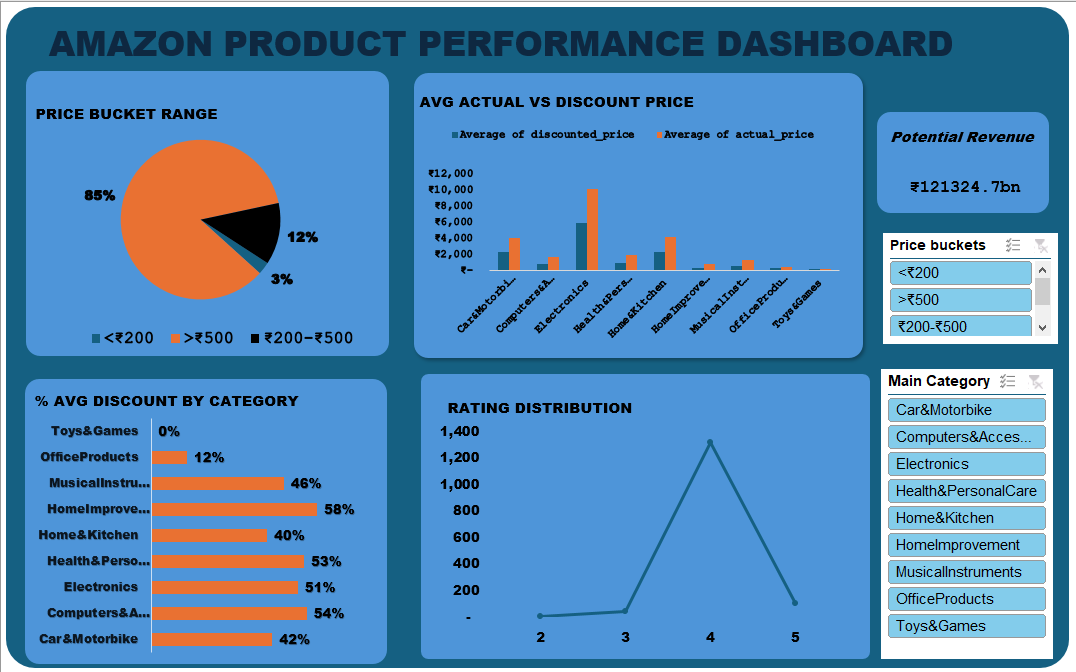 AMAZON PRODUCT PERFORMANCE DASHBOARD
PRICE BUCKET RANGE
85%
12%
3%
<₹200 >₹500 ₹200-₹500
AVG ACTUAL VS DISCOUNT PRICE
Average of discounted_price Average of actual_price
₹12,000
₹10,000
₹8,000
₹6,000
₹4,000
₹2,000
₹-
Car&Motorbi...
Computers&A...
Electronics
Health&Pers...
Home&Kitchen
HomeImprove...
MusicalInst...
OfficeProdu...
Toys&Games
Potential Revenue
₹121324.7bn
Price buckets
<₹200
>₹500
₹200-₹500
% AVG DISCOUNT BY CATEGORY
Toys&Games 0%
OfficeProducts 12%
MusicalInstru... 46%
HomeImprove... 58%
Home&Kitchen 40%
Health&Perso... 53%
Electronics 51%
Computers&A... 54%
Car&Motorbike 42%
RATING DISTRIBUTION
1,400
1,200
1,000
800
600
400
200
-
2 3 4 5
Main Category
Car&Motorbike
Computers&Acces...
Electronics
Health&PersonalCare
Home&Kitchen
HomeImprovement
MusicalInstruments
OfficeProducts
Toys&Games